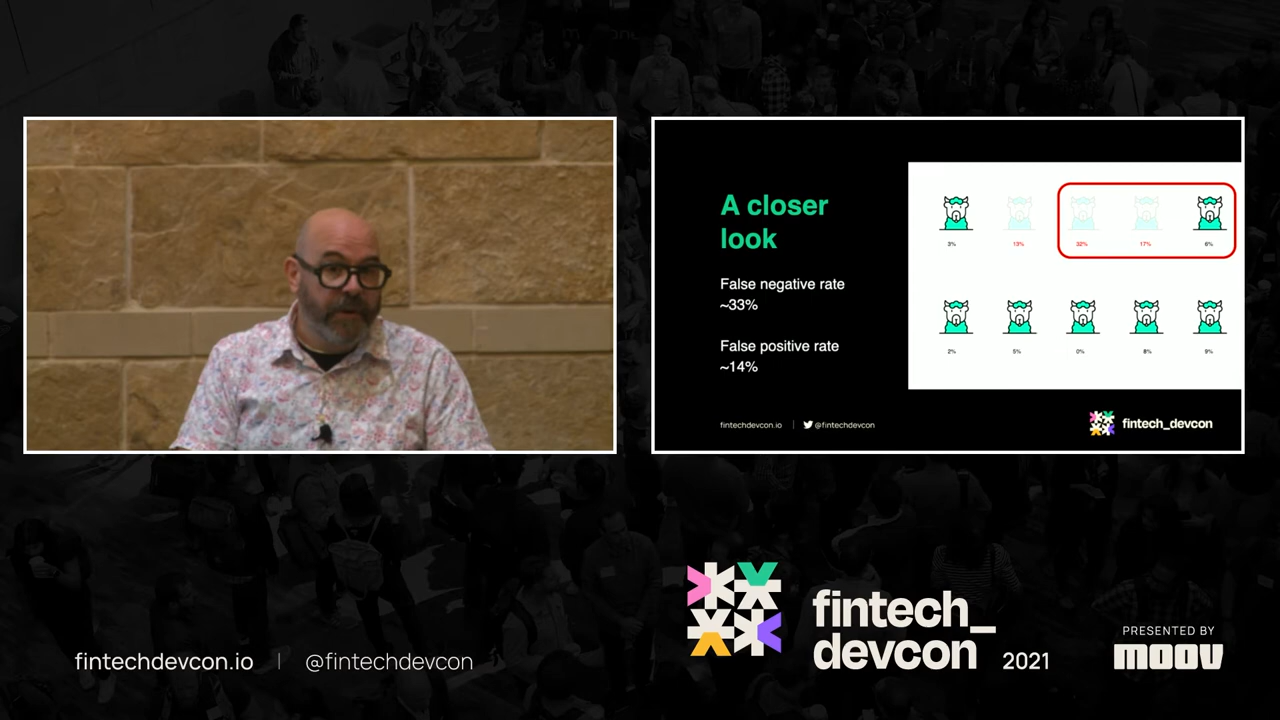 A closer
look
False negative rate
~33%
False positive rate
~14%
3%
13%
32%
17%
6%
2%
5%
0%
8%
9%
fintechdevcon.io | @fintechdevcon
fintech_devcon
fintechdevcon.io | @fintechdevcon
fintech_
devcon 2021
PRESENTED BY
moov